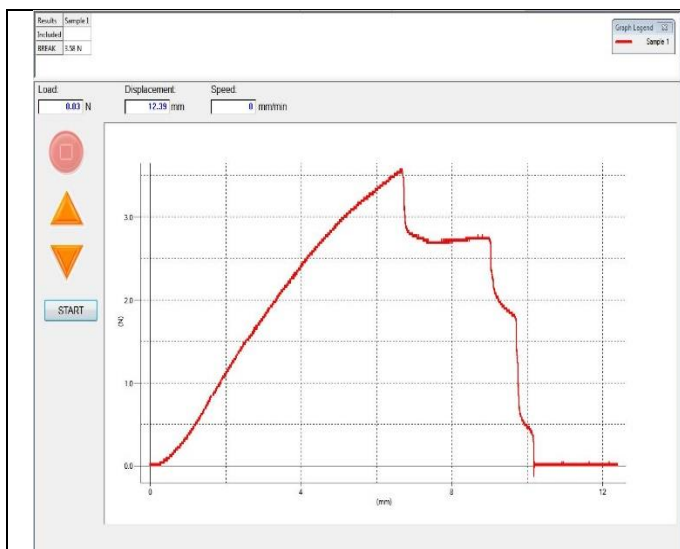 Results Sample 1
Included
BREAK 3.58 N
Graph Legend
Sample 1
Load: Displacement: Speed:
0.03 N 12.39 mm 0 mm/min
START
3.0
2.0
(N)
1.0
0.0
0 4 8 12
(mm)